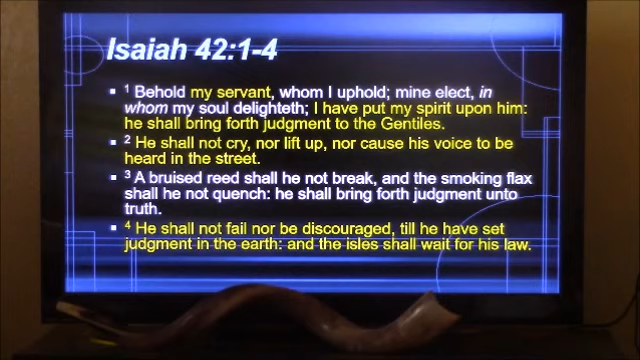 Isaiah 42:1-4
▪ 1 Behold my servant, whom I uphold; mine elect, in
whom my soul delighteth; I have put my spirit upon him:
he shall bring forth judgment to the Gentiles.
▪ 2 He shall not cry, nor lift up, nor cause his voice to be
heard in the street.
▪ 3 A bruised reed shall he not break, and the smoking flax
shall he not quench: he shall bring forth judgment unto
truth.
▪ 4 He shall not fail nor be discouraged, till he have set
judgment in the earth: and the isles shall wait for his law.